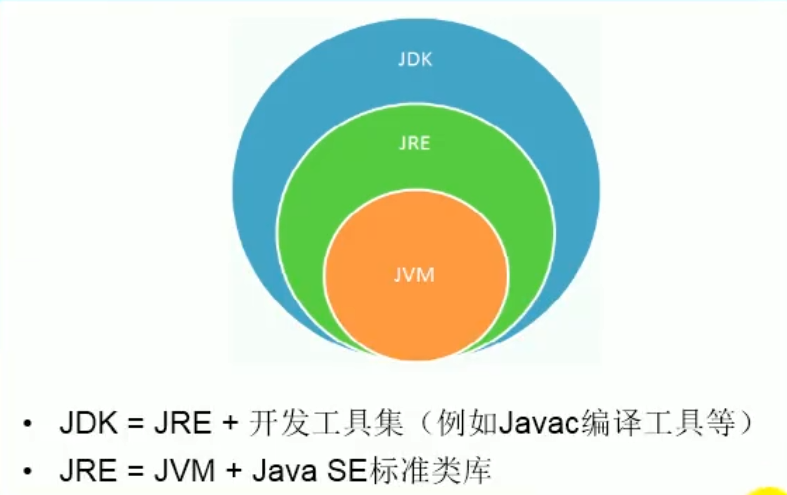 JDK
JRE
JVM
• JDK = JRE + 开发工具集（例如Javac编译工具等）
• JRE = JVM + Java SE标准类库